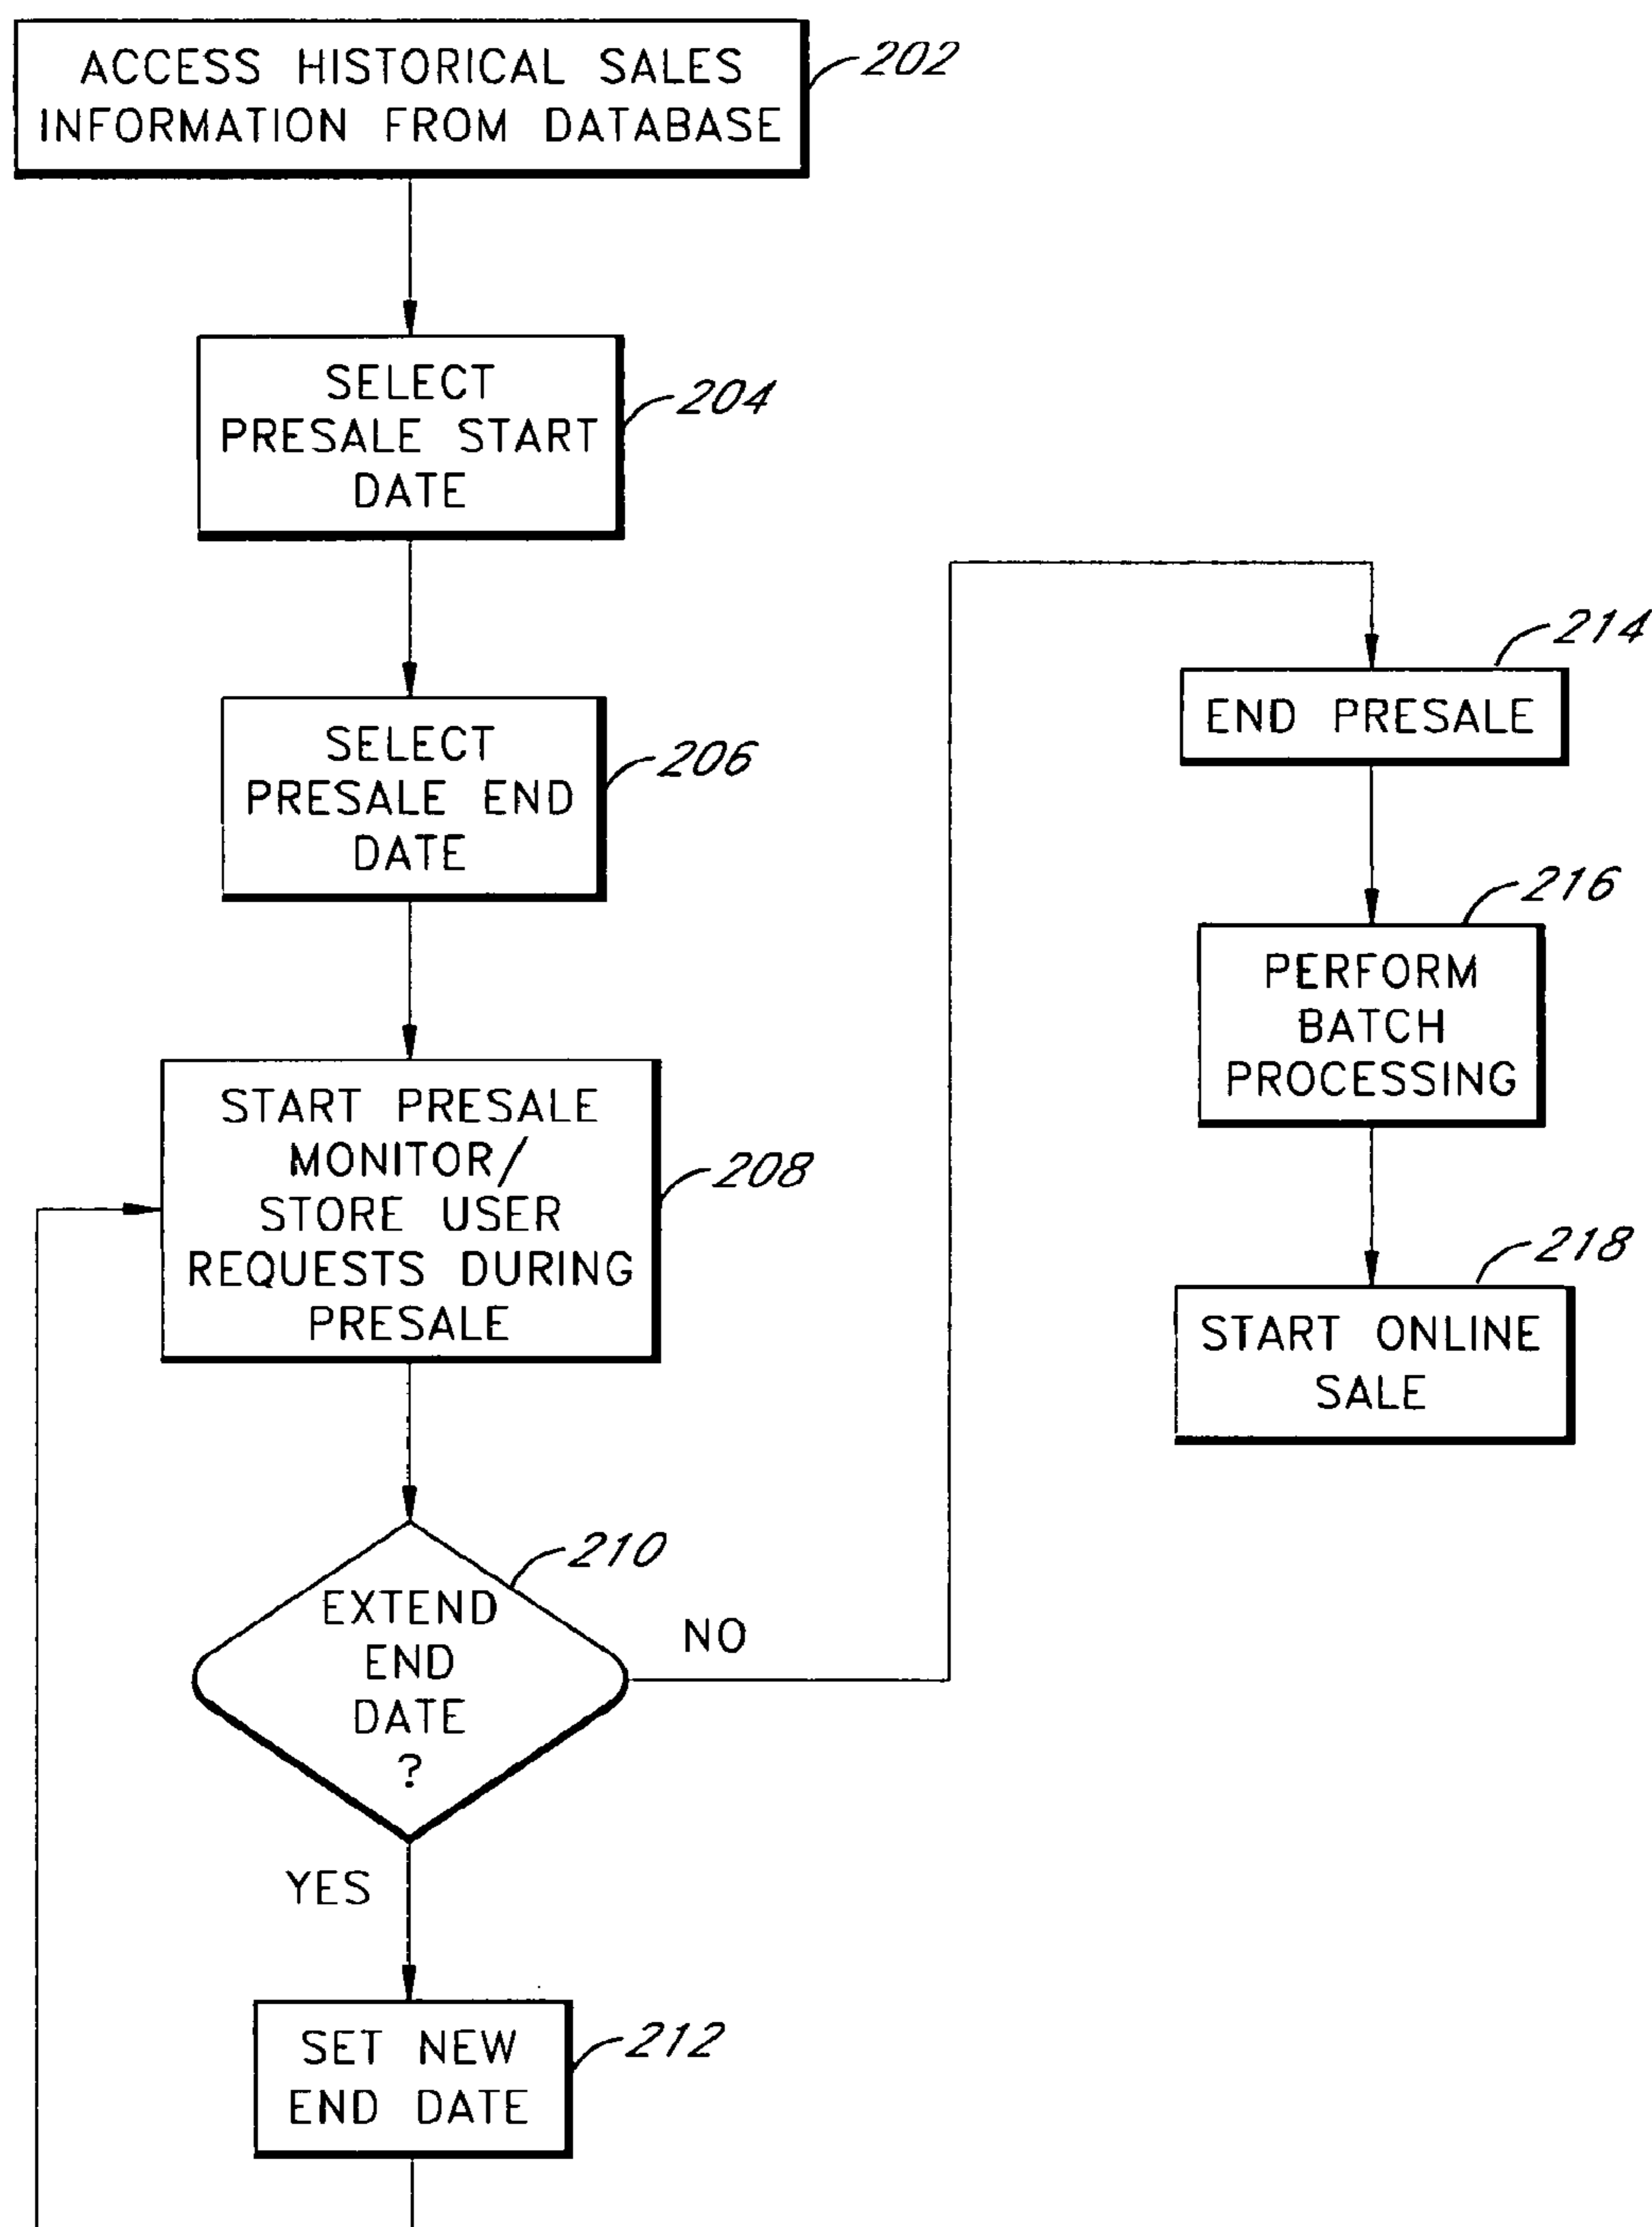 ACCESS HISTORICAL SALES
INFORMATION FROM DATABASE
202
SELECT
PRESALE START
DATE
204
SELECT
PRESALE END
DATE
206
START PRESALE
MONITOR/
STORE USER
REQUESTS DURING
PRESALE
208
EXTEND
END
DATE
?
210
NO
YES
SET NEW
END DATE
212
END PRESALE
214
PERFORM
BATCH
PROCESSING
216
START ONLINE
SALE
218